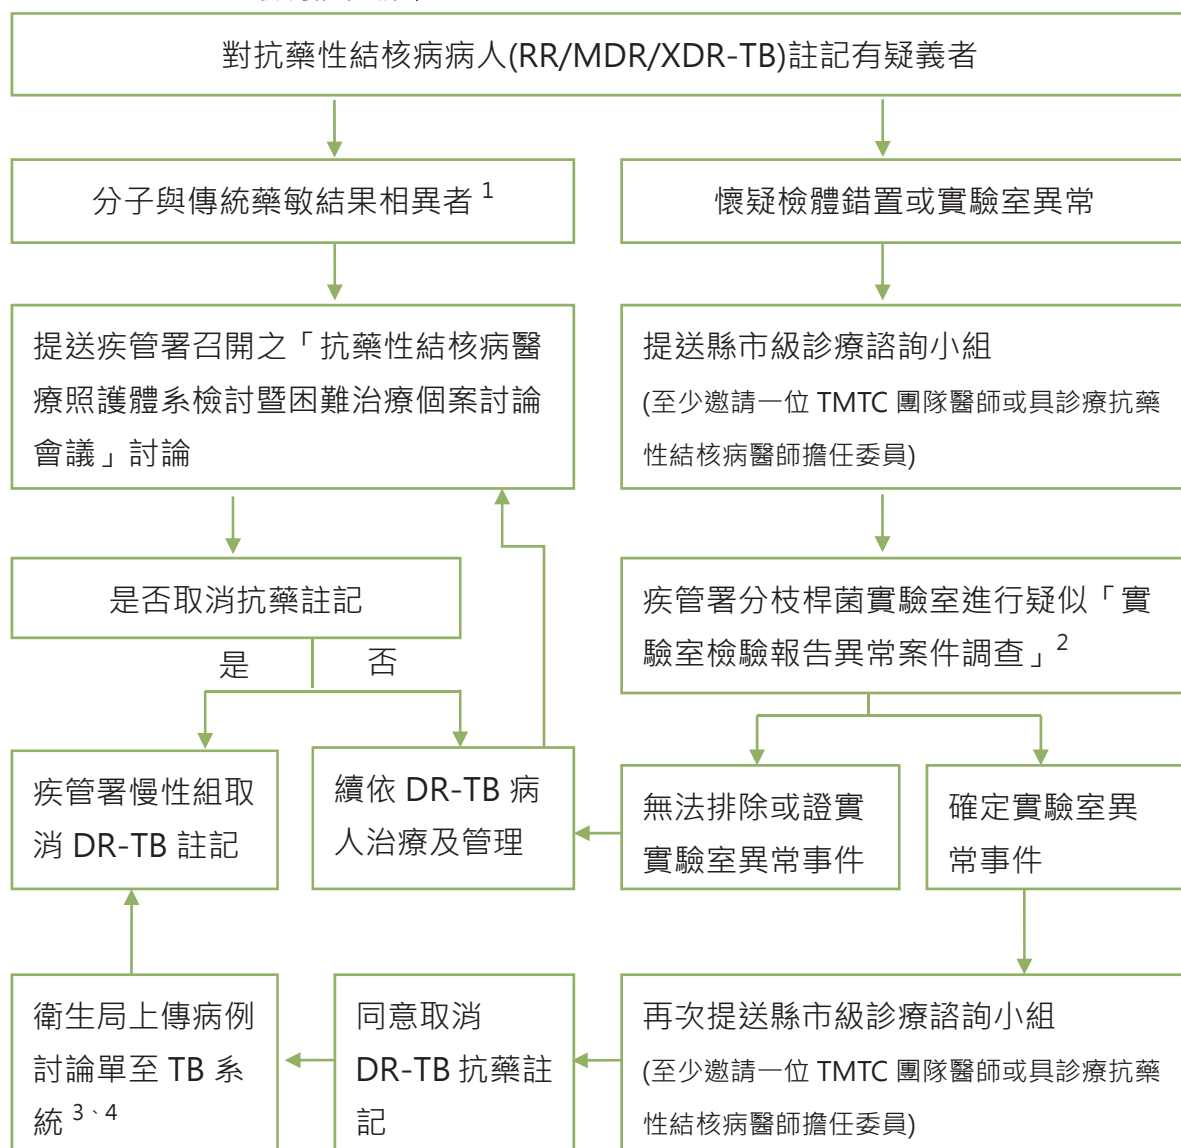 對抗藥性結核病病人(RR/MDR/XDR-TB)註記有疑義者
分子與傳統藥敏結果相異者 1
懷疑檢體錯置或實驗室異常
提送疾管署召開之「抗藥性結核病醫
療照護體系檢討暨困難治療個案討論
會議」討論
提送縣市級診療諮詢小組
(至少邀請一位 TMTC 團隊醫師或具診療抗藥
性結核病醫師擔任委員)
是否取消抗藥註記
疾管署分枝桿菌實驗室進行疑似「實
驗室檢驗報告異常案件調查」2
是
否
疾管署慢性組取
消 DR-TB 註記
續依 DR-TB 病
人治療及管理
無法排除或證實
實驗室異常事件
確定實驗室異
常事件
衛生局上傳病例
討論單至 TB 系
統 3、4
同意取消
DR-TB 抗藥註
記
再次提送縣市級診療諮詢小組
(至少邀請一位 TMTC 團隊醫師或具診療抗藥
性結核病醫師擔任委員)